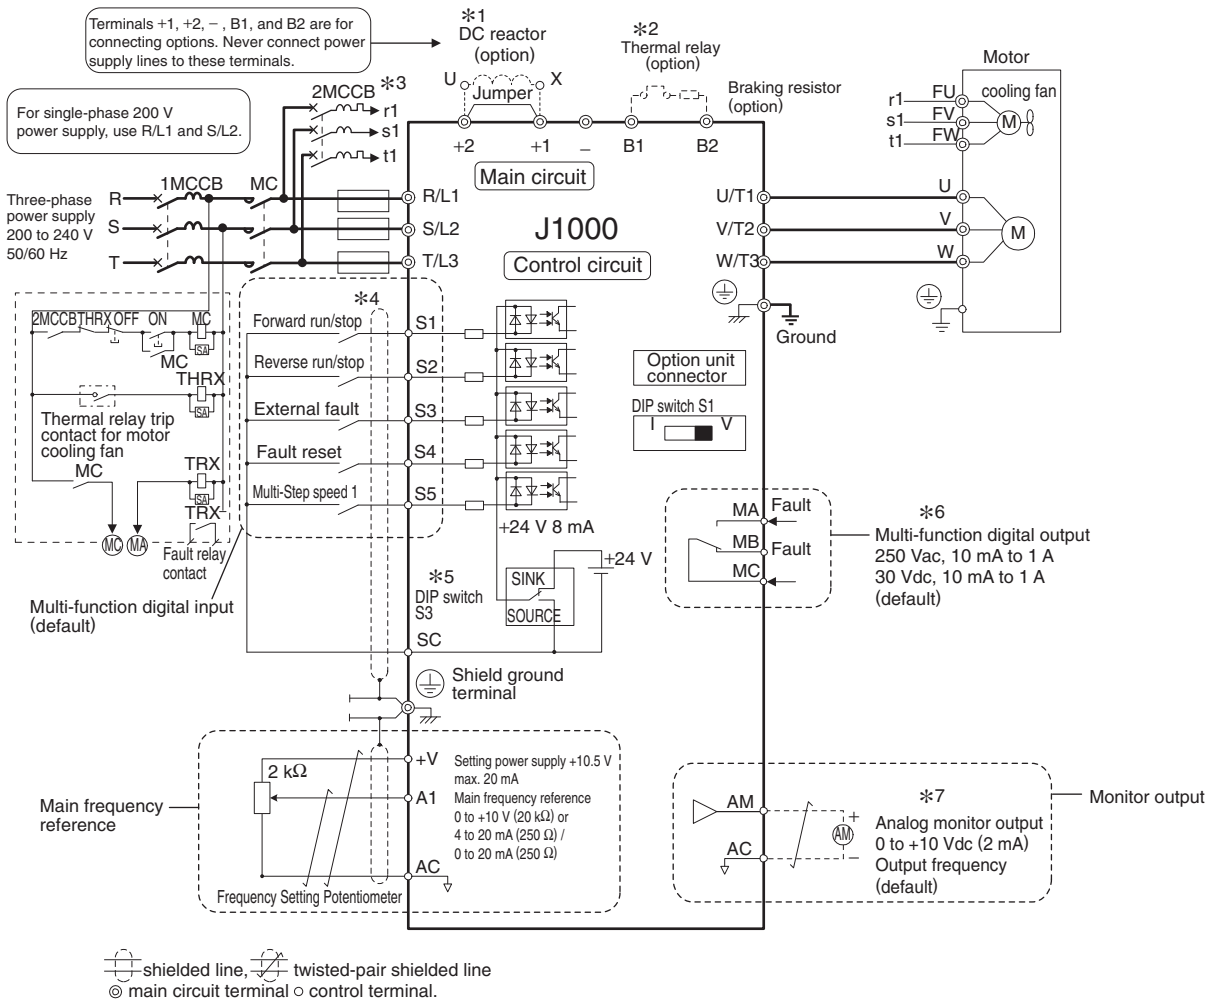 Terminals +1, +2, − , B1, and B2 are for
connecting options. Never connect power
supply lines to these terminals.
For single-phase 200 V
power supply, use R/L1 and S/L2.
*1
DC reactor
(option)
U
X
Jumper
*2
Thermal relay
(option)
Braking resistor
(option)
2MCCB
*3
r1
s1
t1
+2
+1
−
B1
B2
Main circuit
J1000
Control circuit
Motor
cooling fan
r1
FU
s1
FV
t1
FW
M
Three-phase
power supply
200 to 240 V
50/60 Hz
R
S
T
1MCCB
MC
R/L1
S/L2
T/L3
U/T1
V/T2
W/T3
U
V
W
M
Ground
2MCCB
THRX
OFF
ON
MC
SA
MC
THRX
SA
Thermal relay trip
contact for motor
cooling fan
MC
TRX
SA
TRX
MC
MA
Fault relay
contact
*4
Forward run/stop
S1
Reverse run/stop
S2
External fault
S3
Fault reset
S4
Multi-Step speed 1
S5
Multi-function digital input
(default)
+24 V 8 mA
+24 V
*5
DIP switch
S3
SINK
SOURCE
SC
Shield ground
terminal
Option unit
connector
DIP switch S1
I
V
MA
Fault
MB
Fault
MC
*6
Multi-function digital output
250 Vac, 10 mA to 1 A
30 Vdc, 10 mA to 1 A
(default)
Main frequency
reference
2 kΩ
+V
A1
AC
Setting power supply +10.5 V
max. 20 mA
Main frequency reference
0 to +10 V (20 kΩ) or
4 to 20 mA (250 Ω) /
0 to 20 mA (250 Ω)
Frequency Setting Potentiometer
AM
AC
+
AM
−
*7
Analog monitor output
0 to +10 Vdc (2 mA)
Output frequency
(default)
Monitor output
shielded line,
twisted-pair shielded line
main circuit terminal
control terminal.